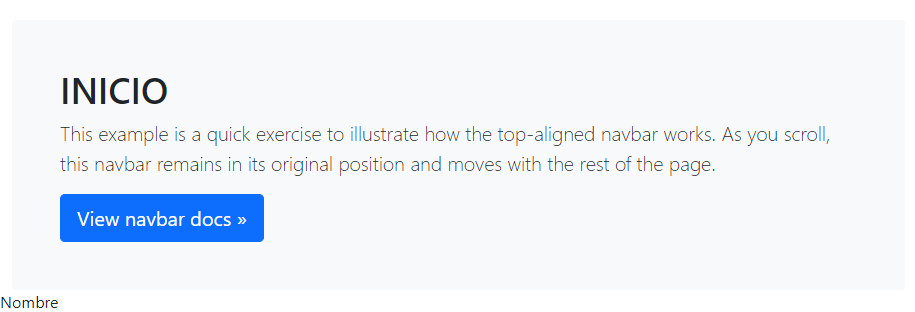 INICIO
This example is a quick exercise to illustrate how the top-aligned navbar works. As you scroll,
this navbar remains in its original position and moves with the rest of the page.
View navbar docs »
Nombre